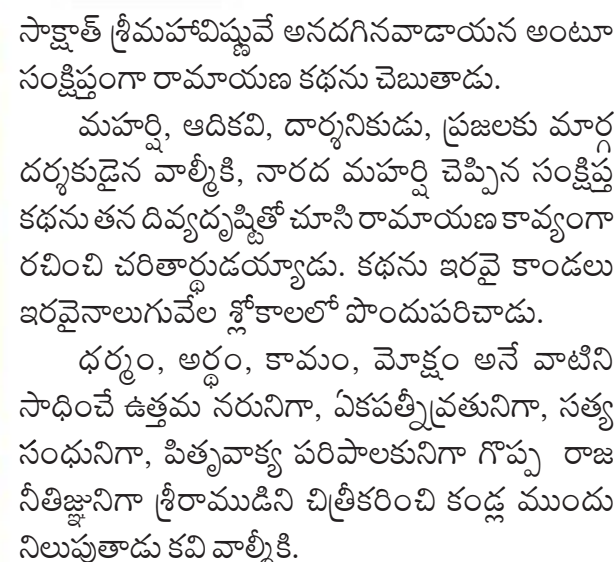 సాక్షాత్ శ్రీమహావిష్ణువే అనదగినవాడాయన అంటూ
సంక్షిప్తంగా రామాయణ కథను చెబుతాడు.
మహర్షి, ఆదికవి, దార్శనికుడు, ప్రజలకు మార్గ
దర్శకుడైన వాల్మీకి, నారద మహర్షి చెప్పిన సంక్షిప్త
కథను తన దివ్యదృష్టితో చూసి రామాయణ కావ్యంగా
రచించి చరితార్థుడయ్యాడు. కథను ఇరవై కాండలు
ఇరవైనాలుగువేల శ్లోకాలలో పొందుపరిచాడు.
ధర్మం, అర్థం, కామం, మోక్షం అనే వాటిని
సాధించే ఉత్తమ నరునిగా, ఏకపత్నీవ్రతునిగా, సత్య
సంధునిగా, పితృవాక్య పరిపాలకునిగా గొప్ప రాజ
నీతిజ్ఞునిగా శ్రీరాముడిని చిత్రీకరించి కండ్ల ముందు
నిలుపుతాడు కవి వాల్మీకి.